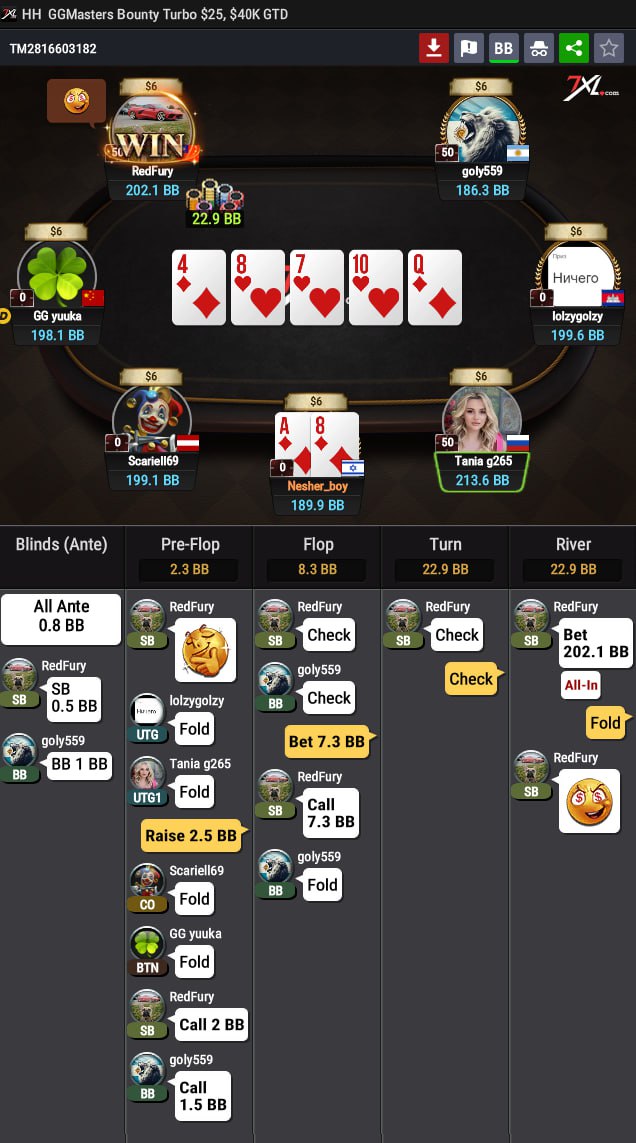 7XL HH GGMasters Bounty Turbo $25, $40K GTD
TM2816603182
BB
7XL.com
$6
WIN
50
RedFury
202.1 BB
22.9 BB
$6
50
goly559
186.3 BB
$6
0
GG yuuka
198.1 BB
D
4 8 7 10 Q
$6
Ничего
0
lolzygolzy
199.6 BB
$6
0
Scariell69
199.1 BB
$6
A 8
0
Nesher_boy
189.9 BB
$6
50
Tania g265
213.6 BB
Blinds (Ante)
All Ante
0.8 BB
RedFury
SB
SB
0.5 BB
goly559
BB
BB 1 BB
Pre-Flop
2.3 BB
RedFury
SB
lolzygolzy
Ничего
UTG
Fold
Tania g265
UTG1
Fold
Raise 2.5 BB
Scariell69
CO
Fold
GG yuuka
BTN
Fold
RedFury
SB
Call 2 BB
goly559
BB
Call
1.5 BB
Flop
8.3 BB
RedFury
SB
Check
goly559
BB
Check
Bet 7.3 BB
RedFury
SB
Call
7.3 BB
goly559
BB
Fold
Turn
22.9 BB
RedFury
SB
Check
Check
River
22.9 BB
RedFury
SB
Bet
202.1 BB
All-In
Fold
RedFury
SB